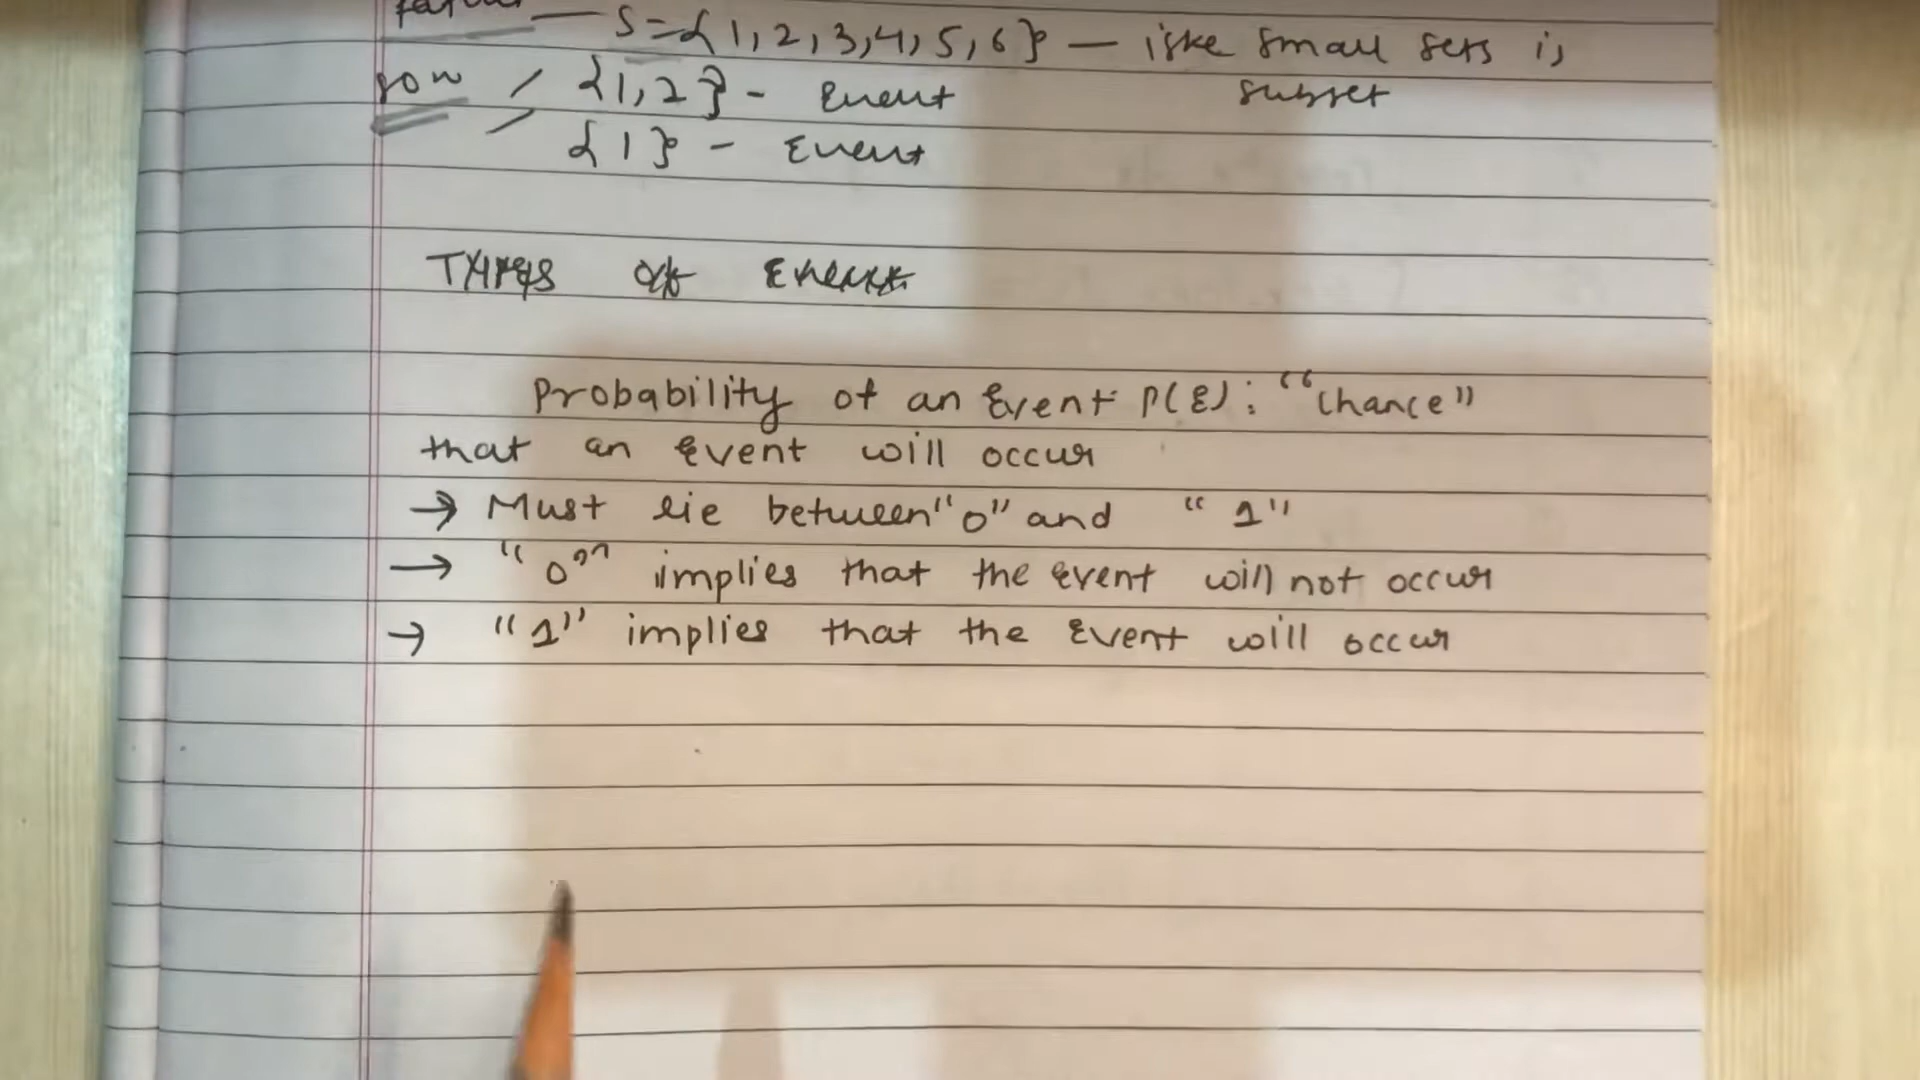 S={1,2,3,4,5,6} — iske small sets is
{1,2} - Event subset
{1} - Event
TYPES OF
Probability of an Event P(E): "Chance"
that an Event will occur
→ Must lie between "0" and "1"
→ "0" implies that the Event will not occur
→ "1" implies that the Event will occur